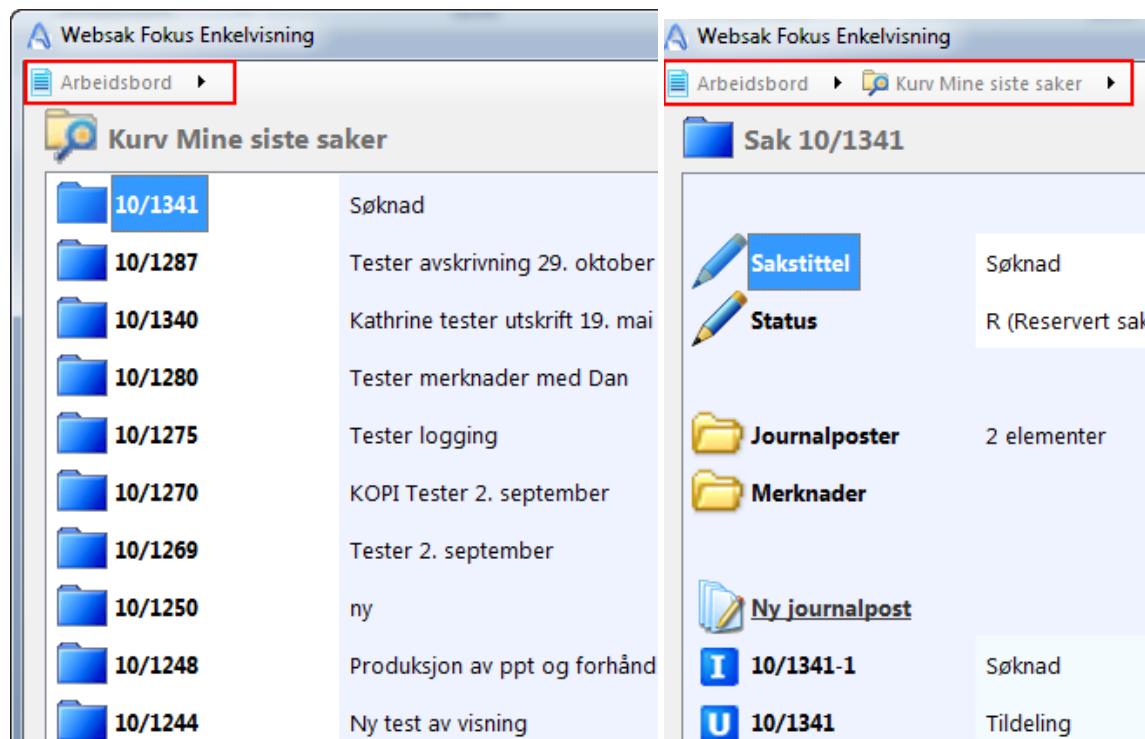 Websak Fokus Enkelvisning
Arbeidsbord
Kurv Mine siste saker
10/1341 Søknad
10/1287 Tester avskrivning 29. oktober
10/1340 Kathrine tester utskrift 19. mai
10/1280 Tester merknader med Dan
10/1275 Tester logging
10/1270 KOPI Tester 2. september
10/1269 Tester 2. september
10/1250 ny
10/1248 Produksjon av ppt og forhånd
10/1244 Ny test av visning
Websak Fokus Enkelvisning
Arbeidsbord Kurv Mine siste saker
Sak 10/1341
Sakstittel Søknad
Status R (Reservert sak
Journalposter 2 elementer
Merknader
Ny journalpost
I 10/1341-1 Søknad
U 10/1341 Tildeling